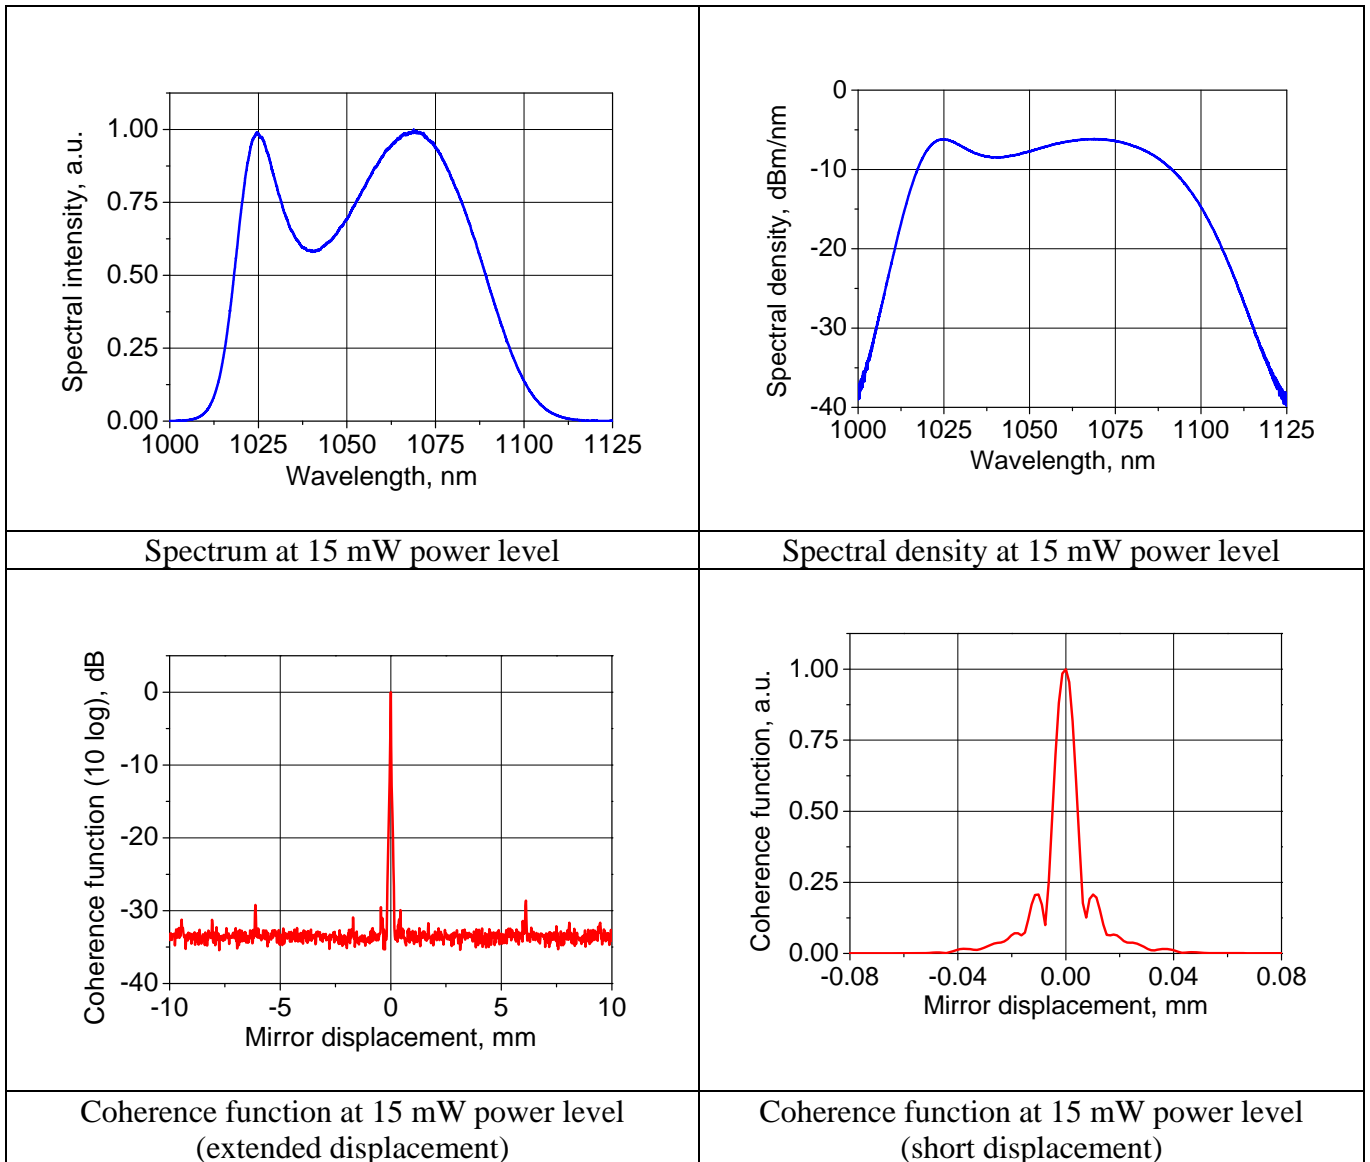 Spectral intensity, a.u.
1.00
0.75
0.50
0.25
0.00
1000 1025 1050 1075 1100 1125
Wavelength, nm
Spectral density, dBm/nm
0
-10
-20
-30
-40
1000 1025 1050 1075 1100 1125
Wavelength, nm
Spectrum at 15 mW power level
Spectral density at 15 mW power level
Coherence function (10 log), dB
0
-10
-20
-30
-40
-10 -5 0 5 10
Mirror displacement, mm
Coherence function, a.u.
1.00
0.75
0.50
0.25
0.00
-0.08 -0.04 0.00 0.04 0.08
Mirror displacement, mm
Coherence function at 15 mW power level
(extended displacement)
Coherence function at 15 mW power level
(short displacement)